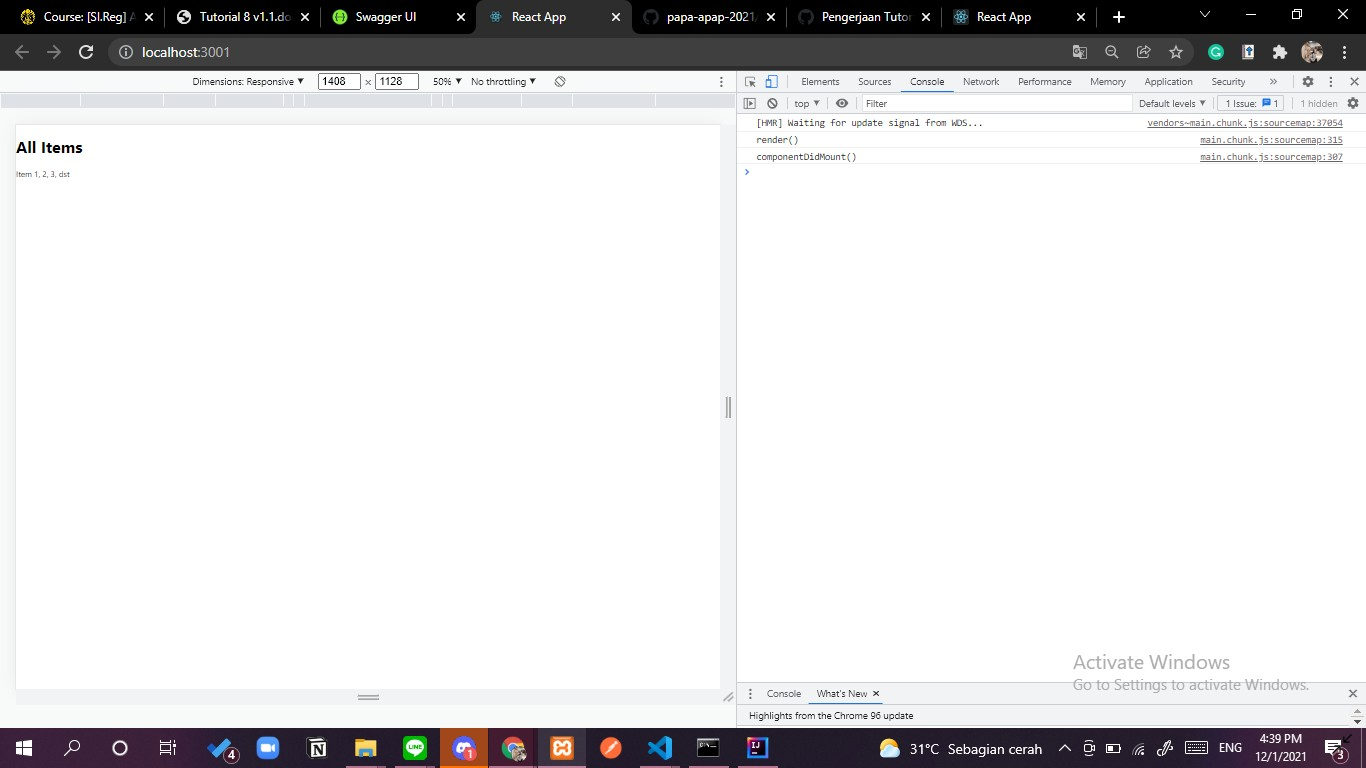 Course: [SI.Reg] A
Tutorial 8 v1.1.do
Swagger UI
React App
papa-apap-2021
Pengerjaan Tutor
React App
localhost:3001
Dimensions: Responsive
1408
x
1128
50%
No throttling
Elements
Sources
Console
Network
Performance
Memory
Application
Security
»
top
Filter
Default levels
1 Issue:
1
1 hidden
[HMR] Waiting for update signal from WDS...
vendors~main.chunk.js:sourcemap:37054
render()
main.chunk.js:sourcemap:315
componentDidMount()
main.chunk.js:sourcemap:307
All Items
Item 1, 2, 3, dst
Activate Windows
Go to Settings to activate Windows.
Console
What's New
Highlights from the Chrome 96 update
4
1
31°C Sebagian cerah
ENG
4:39 PM
12/1/2021
3